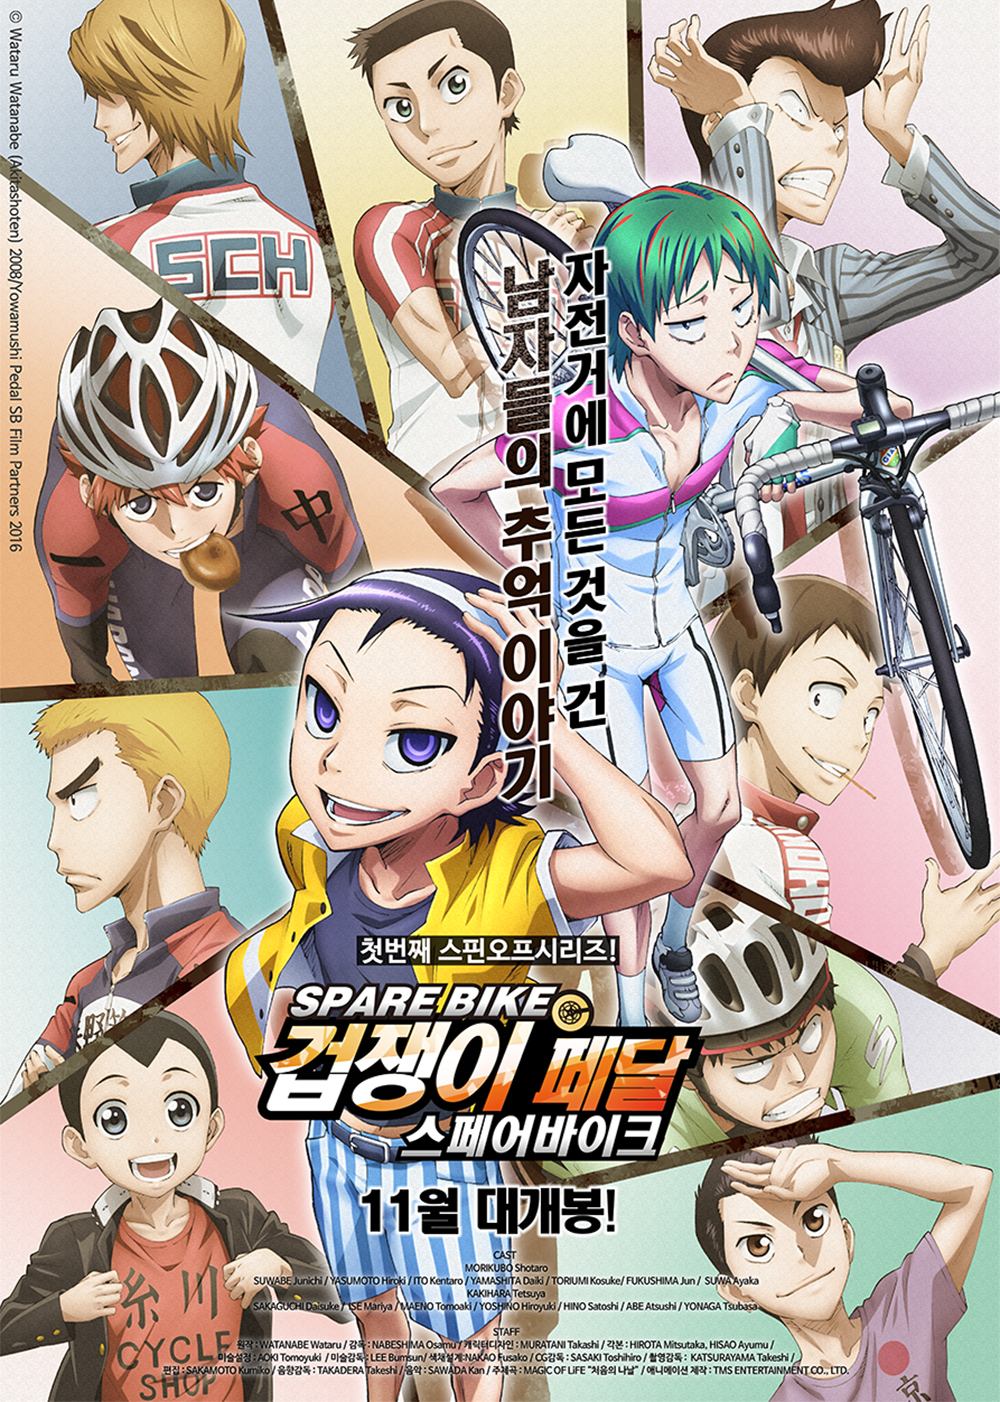 © Wataru Watanabe (Akitashoten) 2008/Yowamushi Pedal SB Film Partners 2016
SCH
자전거에 모든 것을 건
남자들의 추억 이야기
中
첫번째 스핀오프시리즈!
SPARE BIKE
겁쟁이 페달
스페어바이크
11월 대개봉!
CAST
MORIKUBO Shotaro
SUWABE Junichi / YASUMOTO Hiroki / ITO Kentaro / YAMASHITA Daiki / TORIUMI Kosuke/ FUKUSHIMA Jun / SUWA Ayaka
KAKIHARA Tetsuya
SAKAGUCHI Daisuke / ISE Mariya / MAENO Tomoaki / YOSHINO Hiroyuki / HINO Satoshi / ABE Atsushi / YONAGA Tsubasa
STAFF
원작 : WATANABE Wataru / 감독 : NABESHIMA Osamu / 캐릭터디자인 : MURATANI Takashi / 각본 : HIROTA Mitsutaka, HISAO Ayumu /
미술설정 : AOKI Tomoyuki / 미술감독 : LEE Bumsun/ 색채설계:NAKAO Fusako / CG감독 : SASAKI Toshihiro / 촬영감독 : KATSURAYAMA Takeshi /
편집 : SAKAMOTO Kumiko / 음향감독 : TAKADERA Takeshi / 음악 : SAWADA Kan / 주제곡 : MAGIC OF LiFE "처음의 나날" / 애니메이션 제작 : TMS ENTERTAINMENT CO., LTD.
糸川
CYCLE
SHOP
京